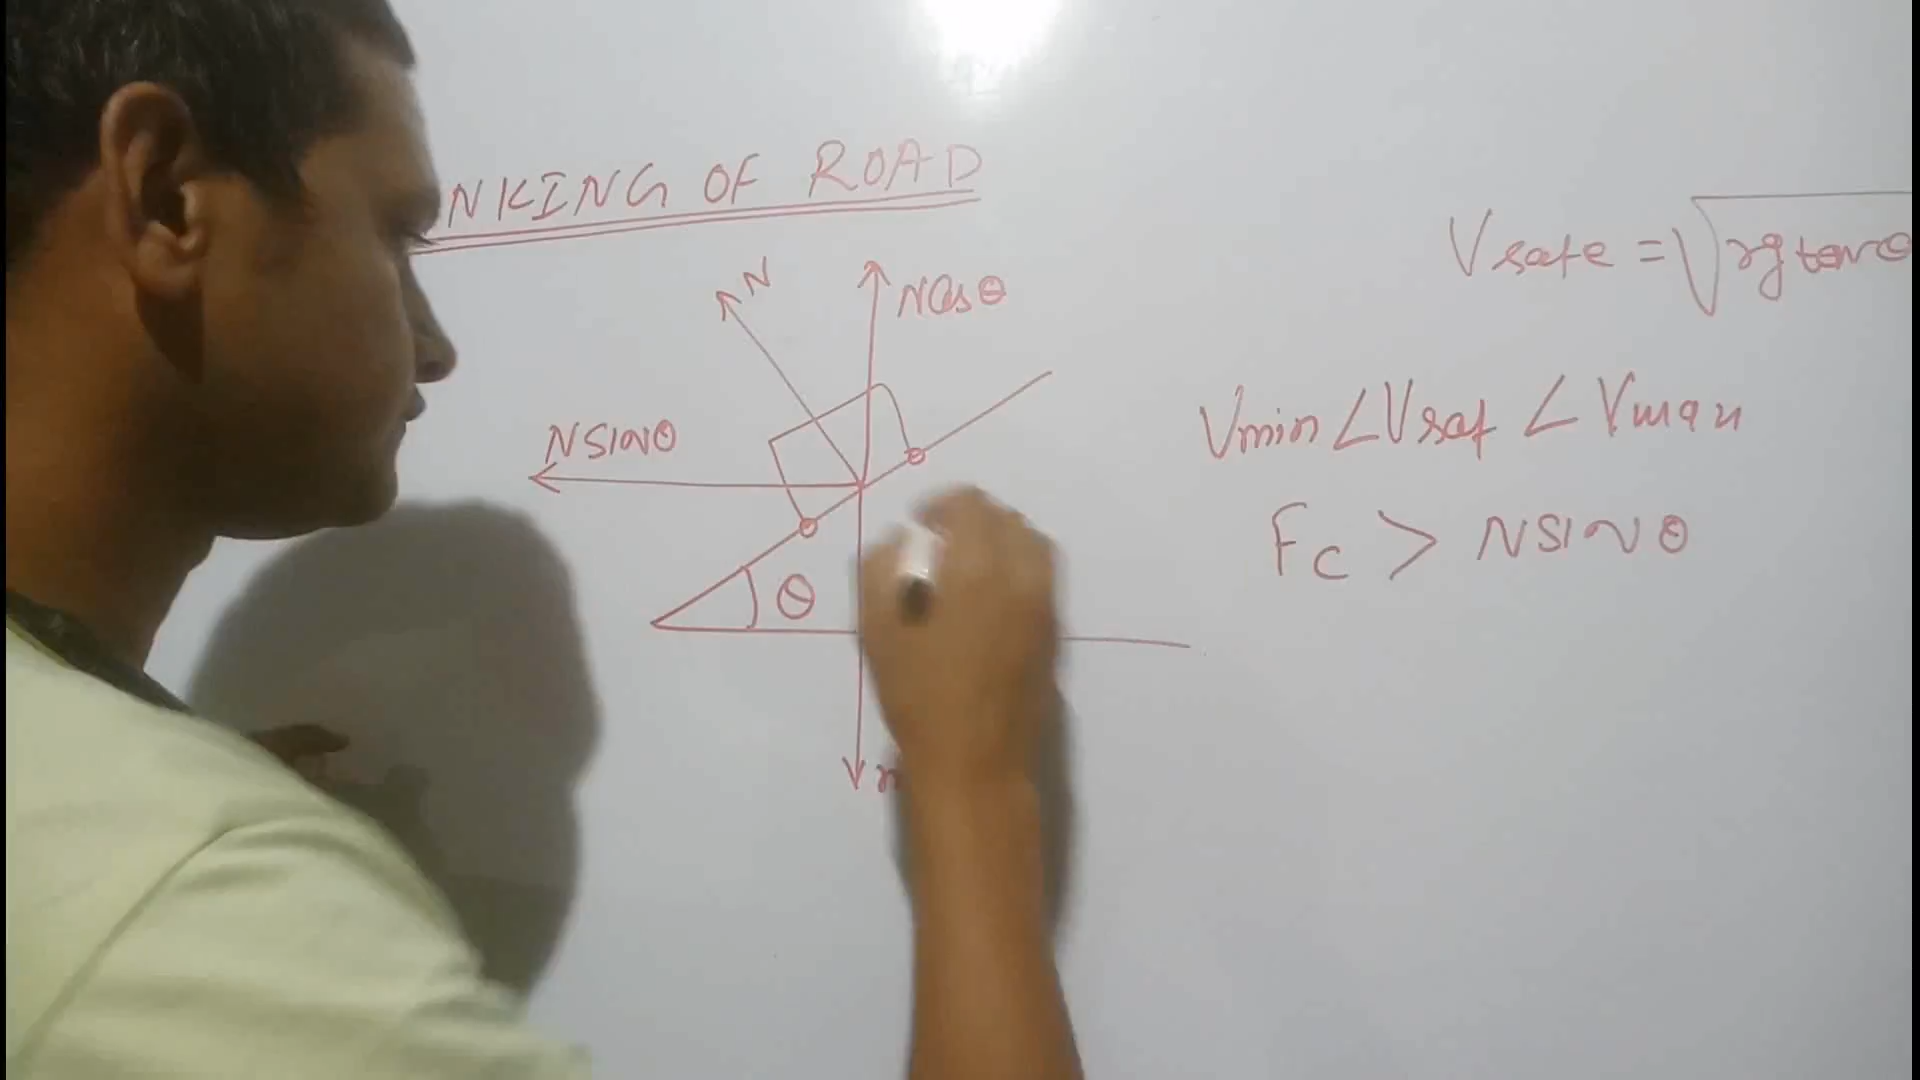 NKING OF ROAD
N
NCosθ
Vsafe = √rg tanθ
NSINθ
Vmin < Vsaf < Vmax
Fc > NSINθ
θ